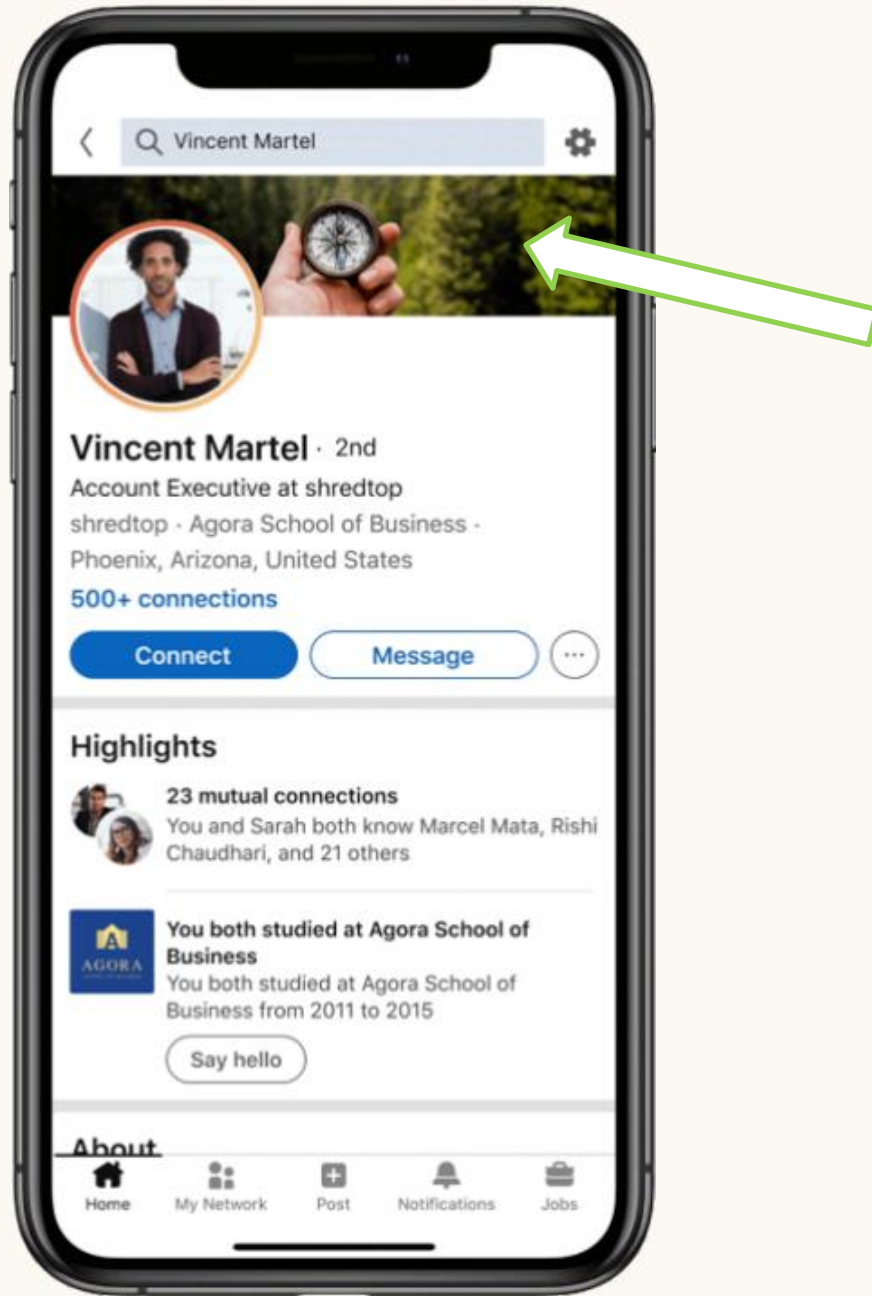 Vincent Martel
Vincent Martel · 2nd
Account Executive at shredtop
shredtop · Agora School of Business ·
Phoenix, Arizona, United States
500+ connections
Connect
Message
Highlights
23 mutual connections
You and Sarah both know Marcel Mata, Rishi
Chaudhari, and 21 others
A
AGORA
You both studied at Agora School of
Business
You both studied at Agora School of
Business from 2011 to 2015
Say hello
About
Home
My Network
Post
Notifications
Jobs